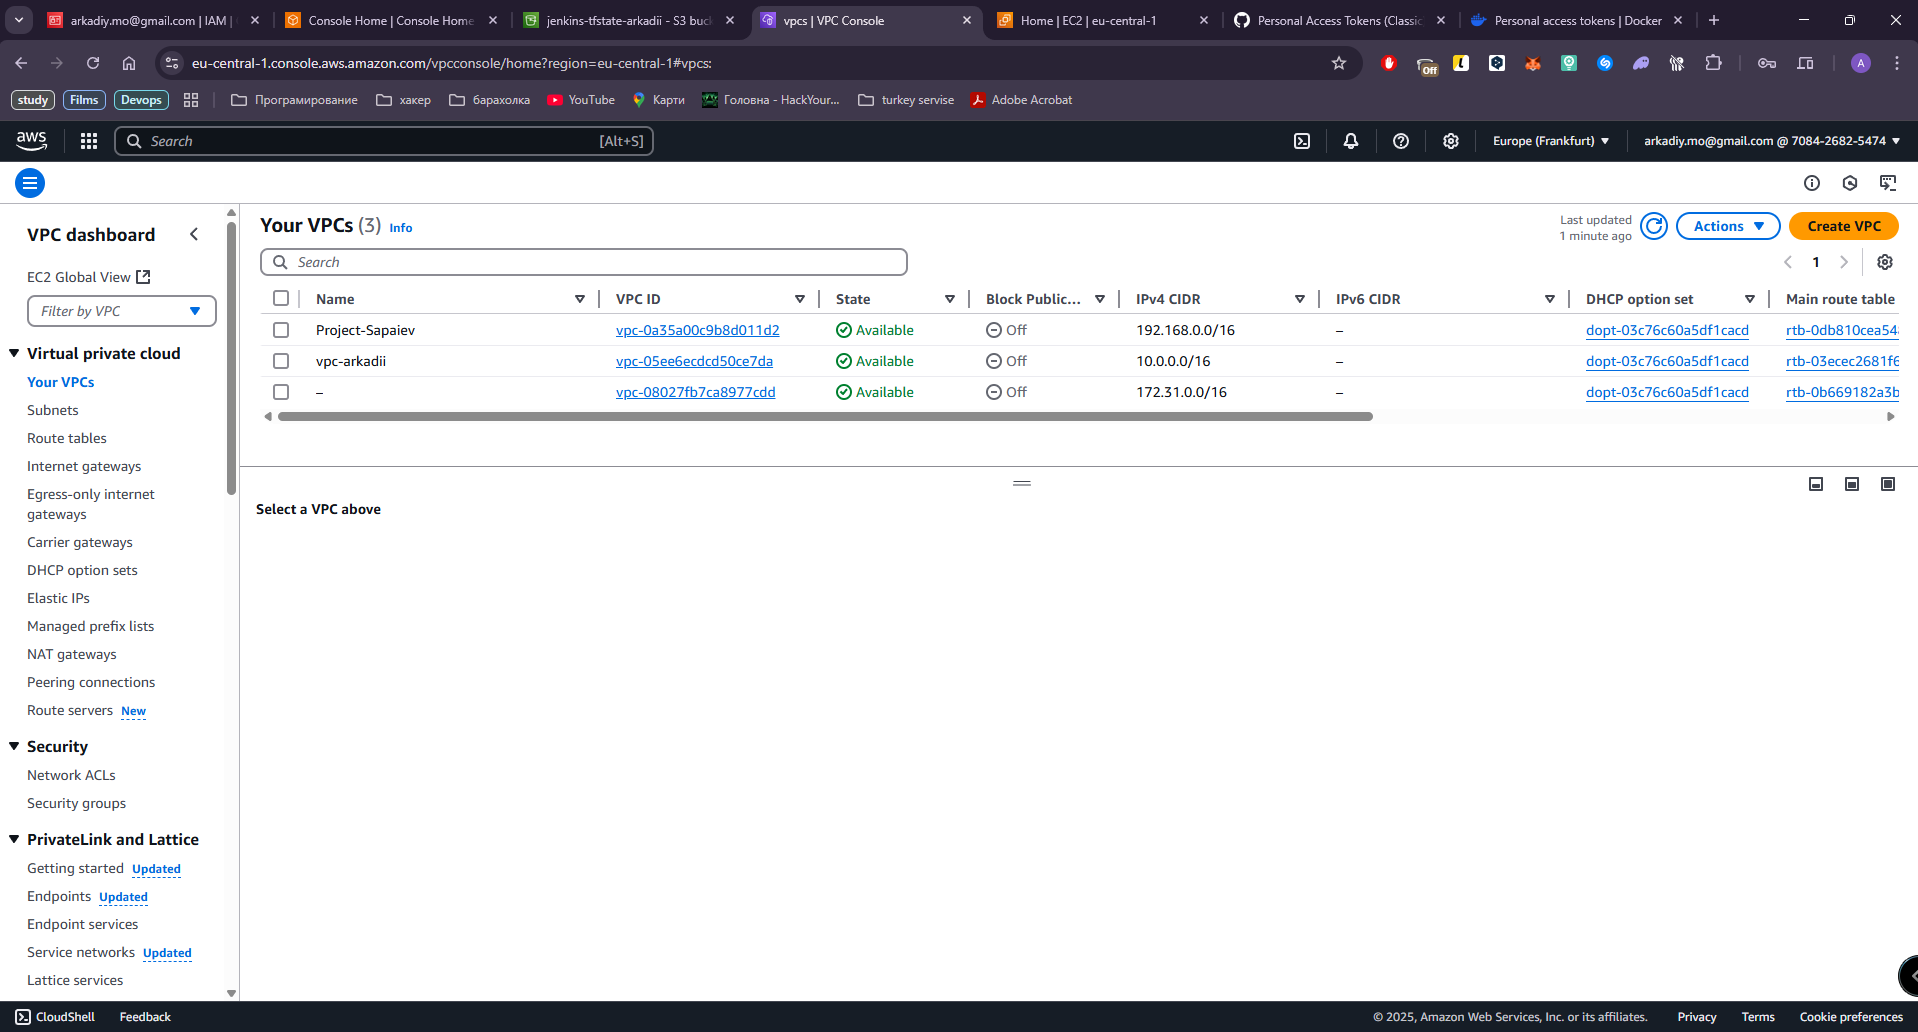 arkadiy.mo@gmail.com | IAM |
Console Home | Console Home
jenkins-tfstate-arkadii - S3 buck
vpcs | VPC Console
Home | EC2 | eu-central-1
Personal Access Tokens (Classic
Personal access tokens | Docker
eu-central-1.console.aws.amazon.com/vpcconsole/home?region=eu-central-1#vpcs:
Off
A
study
Films
Devops
Програмирование
хакер
барахолка
YouTube
Карти
Головна - HackYour...
turkey servise
Adobe Acrobat
aws
Search
[Alt+S]
Europe (Frankfurt)
arkadiy.mo@gmail.com @ 7084-2682-5474
VPC dashboard
EC2 Global View
Filter by VPC
Virtual private cloud
Your VPCs
Subnets
Route tables
Internet gateways
Egress-only internet
gateways
Carrier gateways
DHCP option sets
Elastic IPs
Managed prefix lists
NAT gateways
Peering connections
Route servers New
Security
Network ACLs
Security groups
PrivateLink and Lattice
Getting started Updated
Endpoints Updated
Endpoint services
Service networks Updated
Lattice services
Your VPCs (3) Info
Last updated
1 minute ago
Actions
Create VPC
Search
1
Name VPC ID State Block Public... IPv4 CIDR IPv6 CIDR DHCP option set Main route table
Project-Sapaiev vpc-0a35a00c9b8d011d2 Available Off 192.168.0.0/16 – dopt-03c76c60a5df1cacd rtb-0db810cea54
vpc-arkadii vpc-05ee6ecdcd50ce7da Available Off 10.0.0.0/16 – dopt-03c76c60a5df1cacd rtb-03ecec2681f6
– vpc-08027fb7ca8977cdd Available Off 172.31.0.0/16 – dopt-03c76c60a5df1cacd rtb-0b669182a3b
Select a VPC above
CloudShell
Feedback
© 2025, Amazon Web Services, Inc. or its affiliates.
Privacy
Terms
Cookie preferences